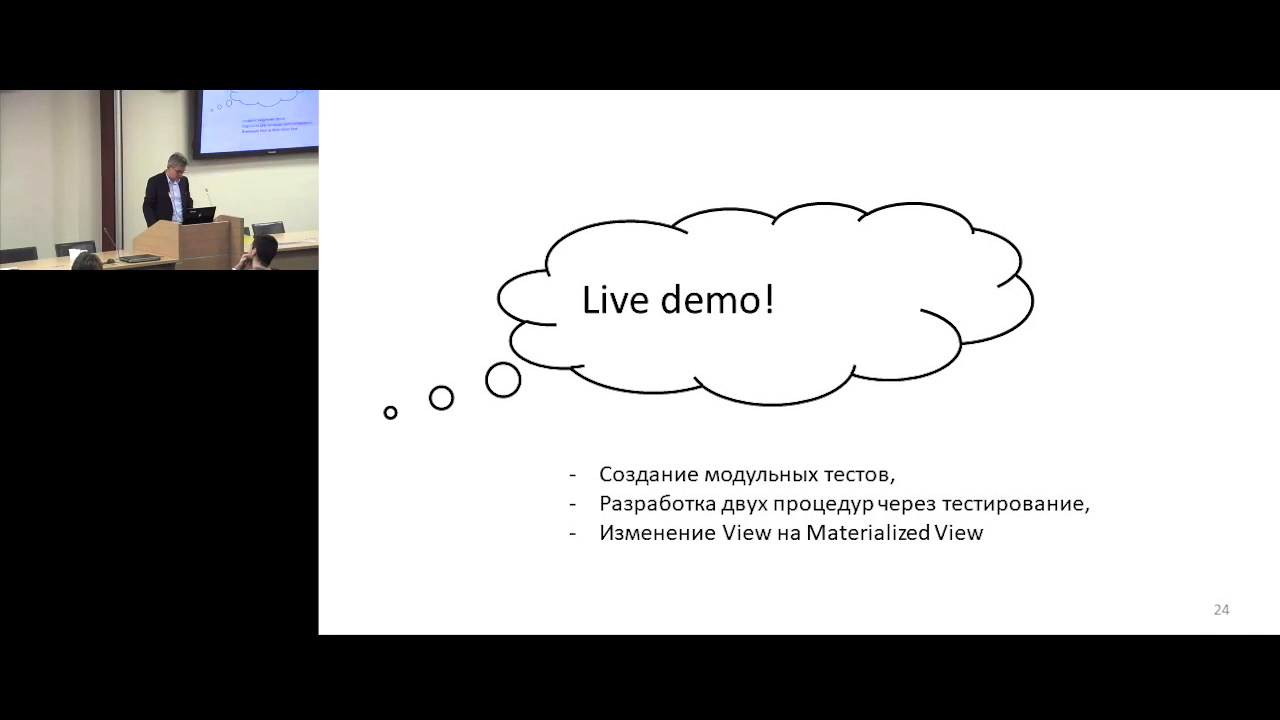 Live demo!
- Создание модульных тестов,
- Разработка двух процедур через тестирование,
- Изменение View на Materialized View
24